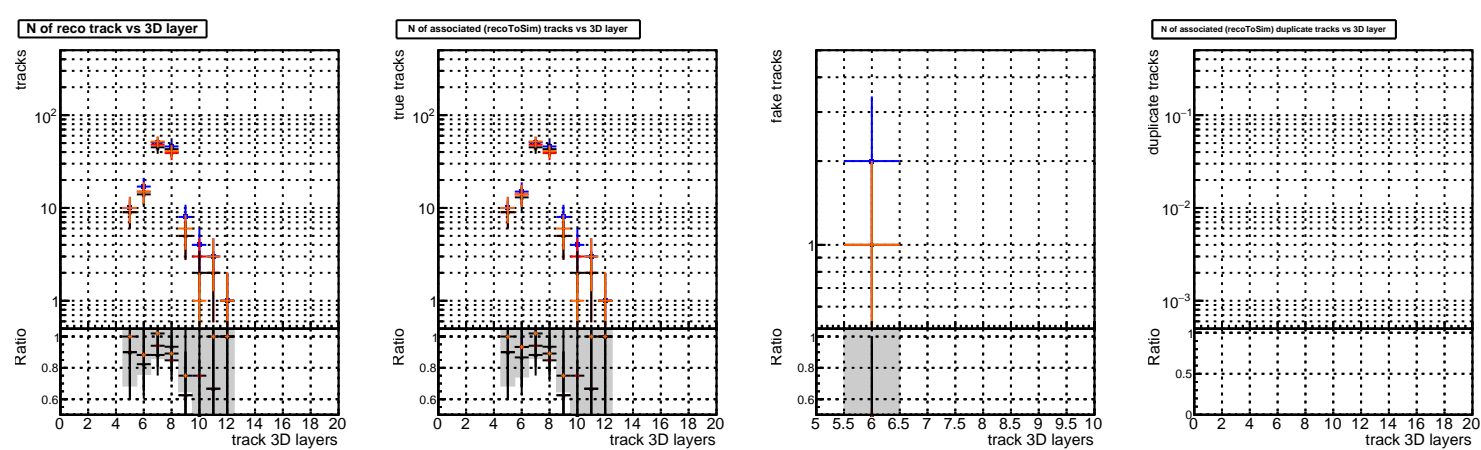 N of reco track vs 3D layer
tracks
10²
10
1
Ratio
1
0.8
0.6
0 2 4 6 8 10 12 14 16 18 20
track 3D layers
N of associated (recoToSim) tracks vs 3D layer
true tracks
10²
10
1
Ratio
1
0.8
0.6
0 2 4 6 8 10 12 14 16 18 20
track 3D layers
fake tracks
1
Ratio
1
0.8
0.6
5 5.5 6 6.5 7 7.5 8 8.5 9 9.5 10
track 3D layers
N of associated (recoToSim) duplicate tracks vs 3D layer
duplicate tracks
10⁻¹
10⁻²
10⁻³
Ratio
1
0.5
0
0 2 4 6 8 10 12 14 16 18 20
track 3D layers